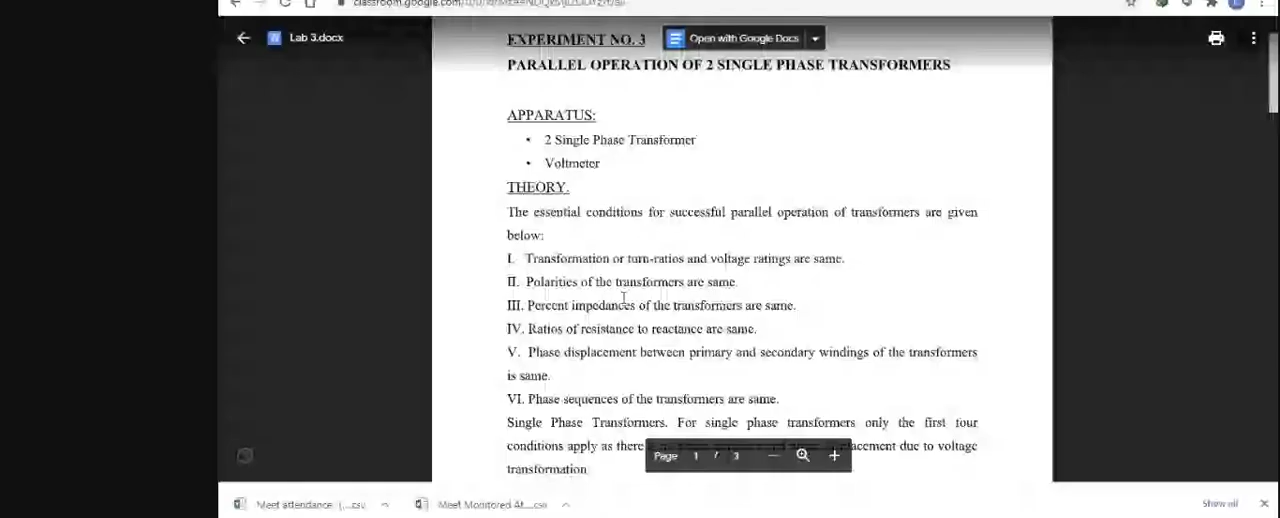 Lab 3.docx
EXPERIMENT NO. 3
Open with Google Docs
PARALLEL OPERATION OF 2 SINGLE PHASE TRANSFORMERS
APPARATUS:
• 2 Single Phase Transformer
• Voltmeter
THEORY.
The essential conditions for successful parallel operation of transformers are given
below:
I. Transformation or turn-ratios and voltage ratings are same.
II. Polarities of the transformers are same.
III. Percent impedances of the transformers are same.
IV. Ratios of resistance to reactance are same.
V. Phase displacement between primary and secondary windings of the transformers
is same.
VI. Phase sequences of the transformers are same.
Single Phase Transformers. For single phase transformers only the first four
conditions apply as there
due to voltage
transformation
Page 1 / 3
Meet attendance (....csv
Meet Monitored At....csv
Show all